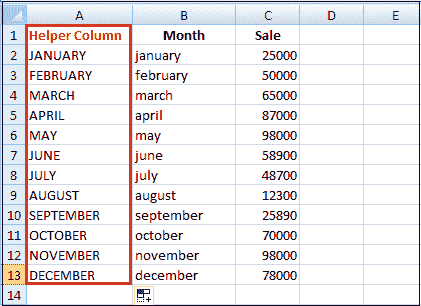 A B C D E
1 Helper Column Month Sale
2 JANUARY january 25000
3 FEBRUARY february 50000
4 MARCH march 65000
5 APRIL april 87000
6 MAY may 98000
7 JUNE june 58900
8 JULY july 48700
9 AUGUST august 12300
10 SEPTEMBER september 25890
11 OCTOBER october 70000
12 NOVEMBER november 98000
13 DECEMBER december 78000
14